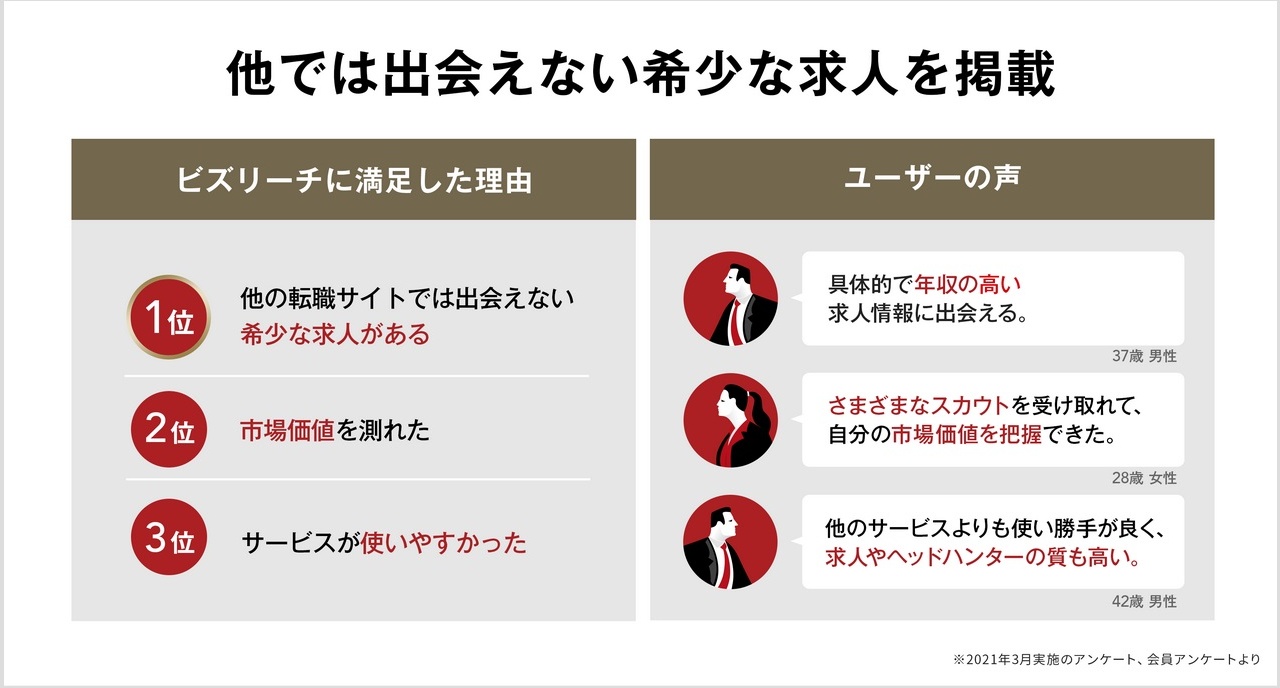 他では出会えない希少な求人を掲載
ビズリーチに満足した理由
1位
他の転職サイトでは出会えない
希少な求人がある
2位
市場価値を測れた
3位
サービスが使いやすかった
ユーザーの声
具体的で年収の高い
求人情報に出会える。
37歳 男性
さまざまなスカウトを受け取れて、
自分の市場価値を把握できた。
28歳 女性
他のサービスよりも使い勝手が良く、
求人やヘッドハンターの質も高い。
42歳 男性
※2021年3月実施のアンケート、会員アンケートより